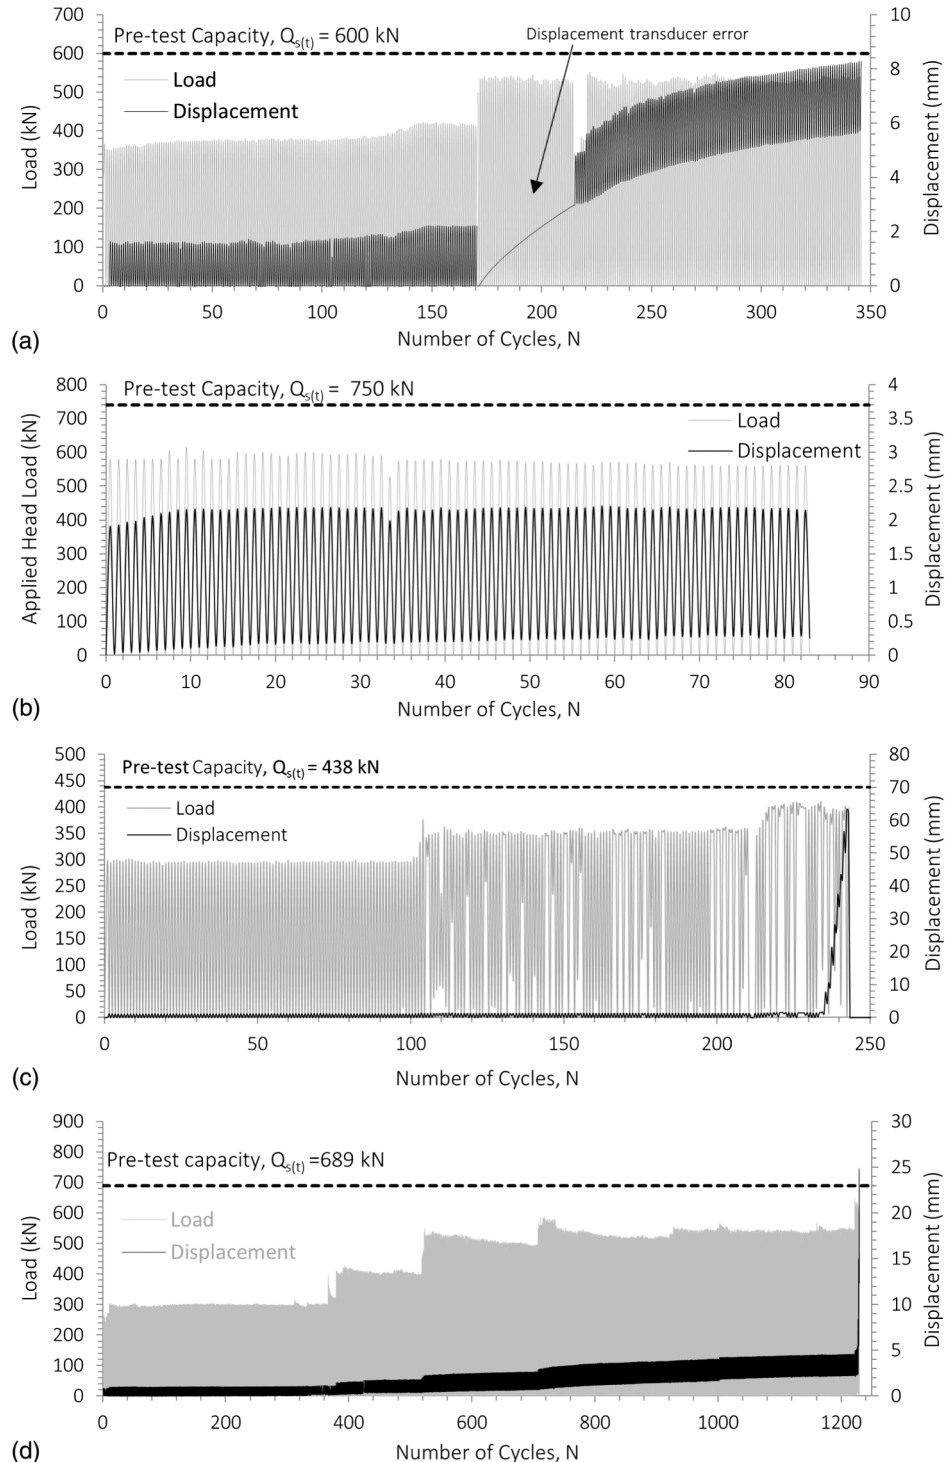 700
600
500
400
300
200
100
0
Pre-test Capacity, Qs(t) = 600 kN
Displacement transducer error
Load
Displacement
10
8
6
4
2
0
Load (kN)
Displacement (mm)
0 50 100 150 200 250 300 350
Number of Cycles, N
(a)
800
700
600
500
400
300
200
100
0
Pre-test Capacity, Qs(t) = 750 kN
Load
Displacement
4
3.5
3
2.5
2
1.5
1
0.5
0
Applied Head Load (kN)
Displacement (mm)
0 10 20 30 40 50 60 70 80 90
Number of Cycles, N
(b)
500
450
400
350
300
250
200
150
100
50
0
Pre-test Capacity, Qs(t) = 438 kN
Load
Displacement
80
70
60
50
40
30
20
10
0
Load (kN)
Displacement (mm)
0 50 100 150 200 250
Number of Cycles, N
(c)
900
800
700
600
500
400
300
200
100
0
Pre-test capacity, Qs(t) =689 kN
Load
Displacement
30
25
20
15
10
5
0
Load (kN)
Displacement (mm)
0 200 400 600 800 1000 1200
Number of Cycles, N
(d)